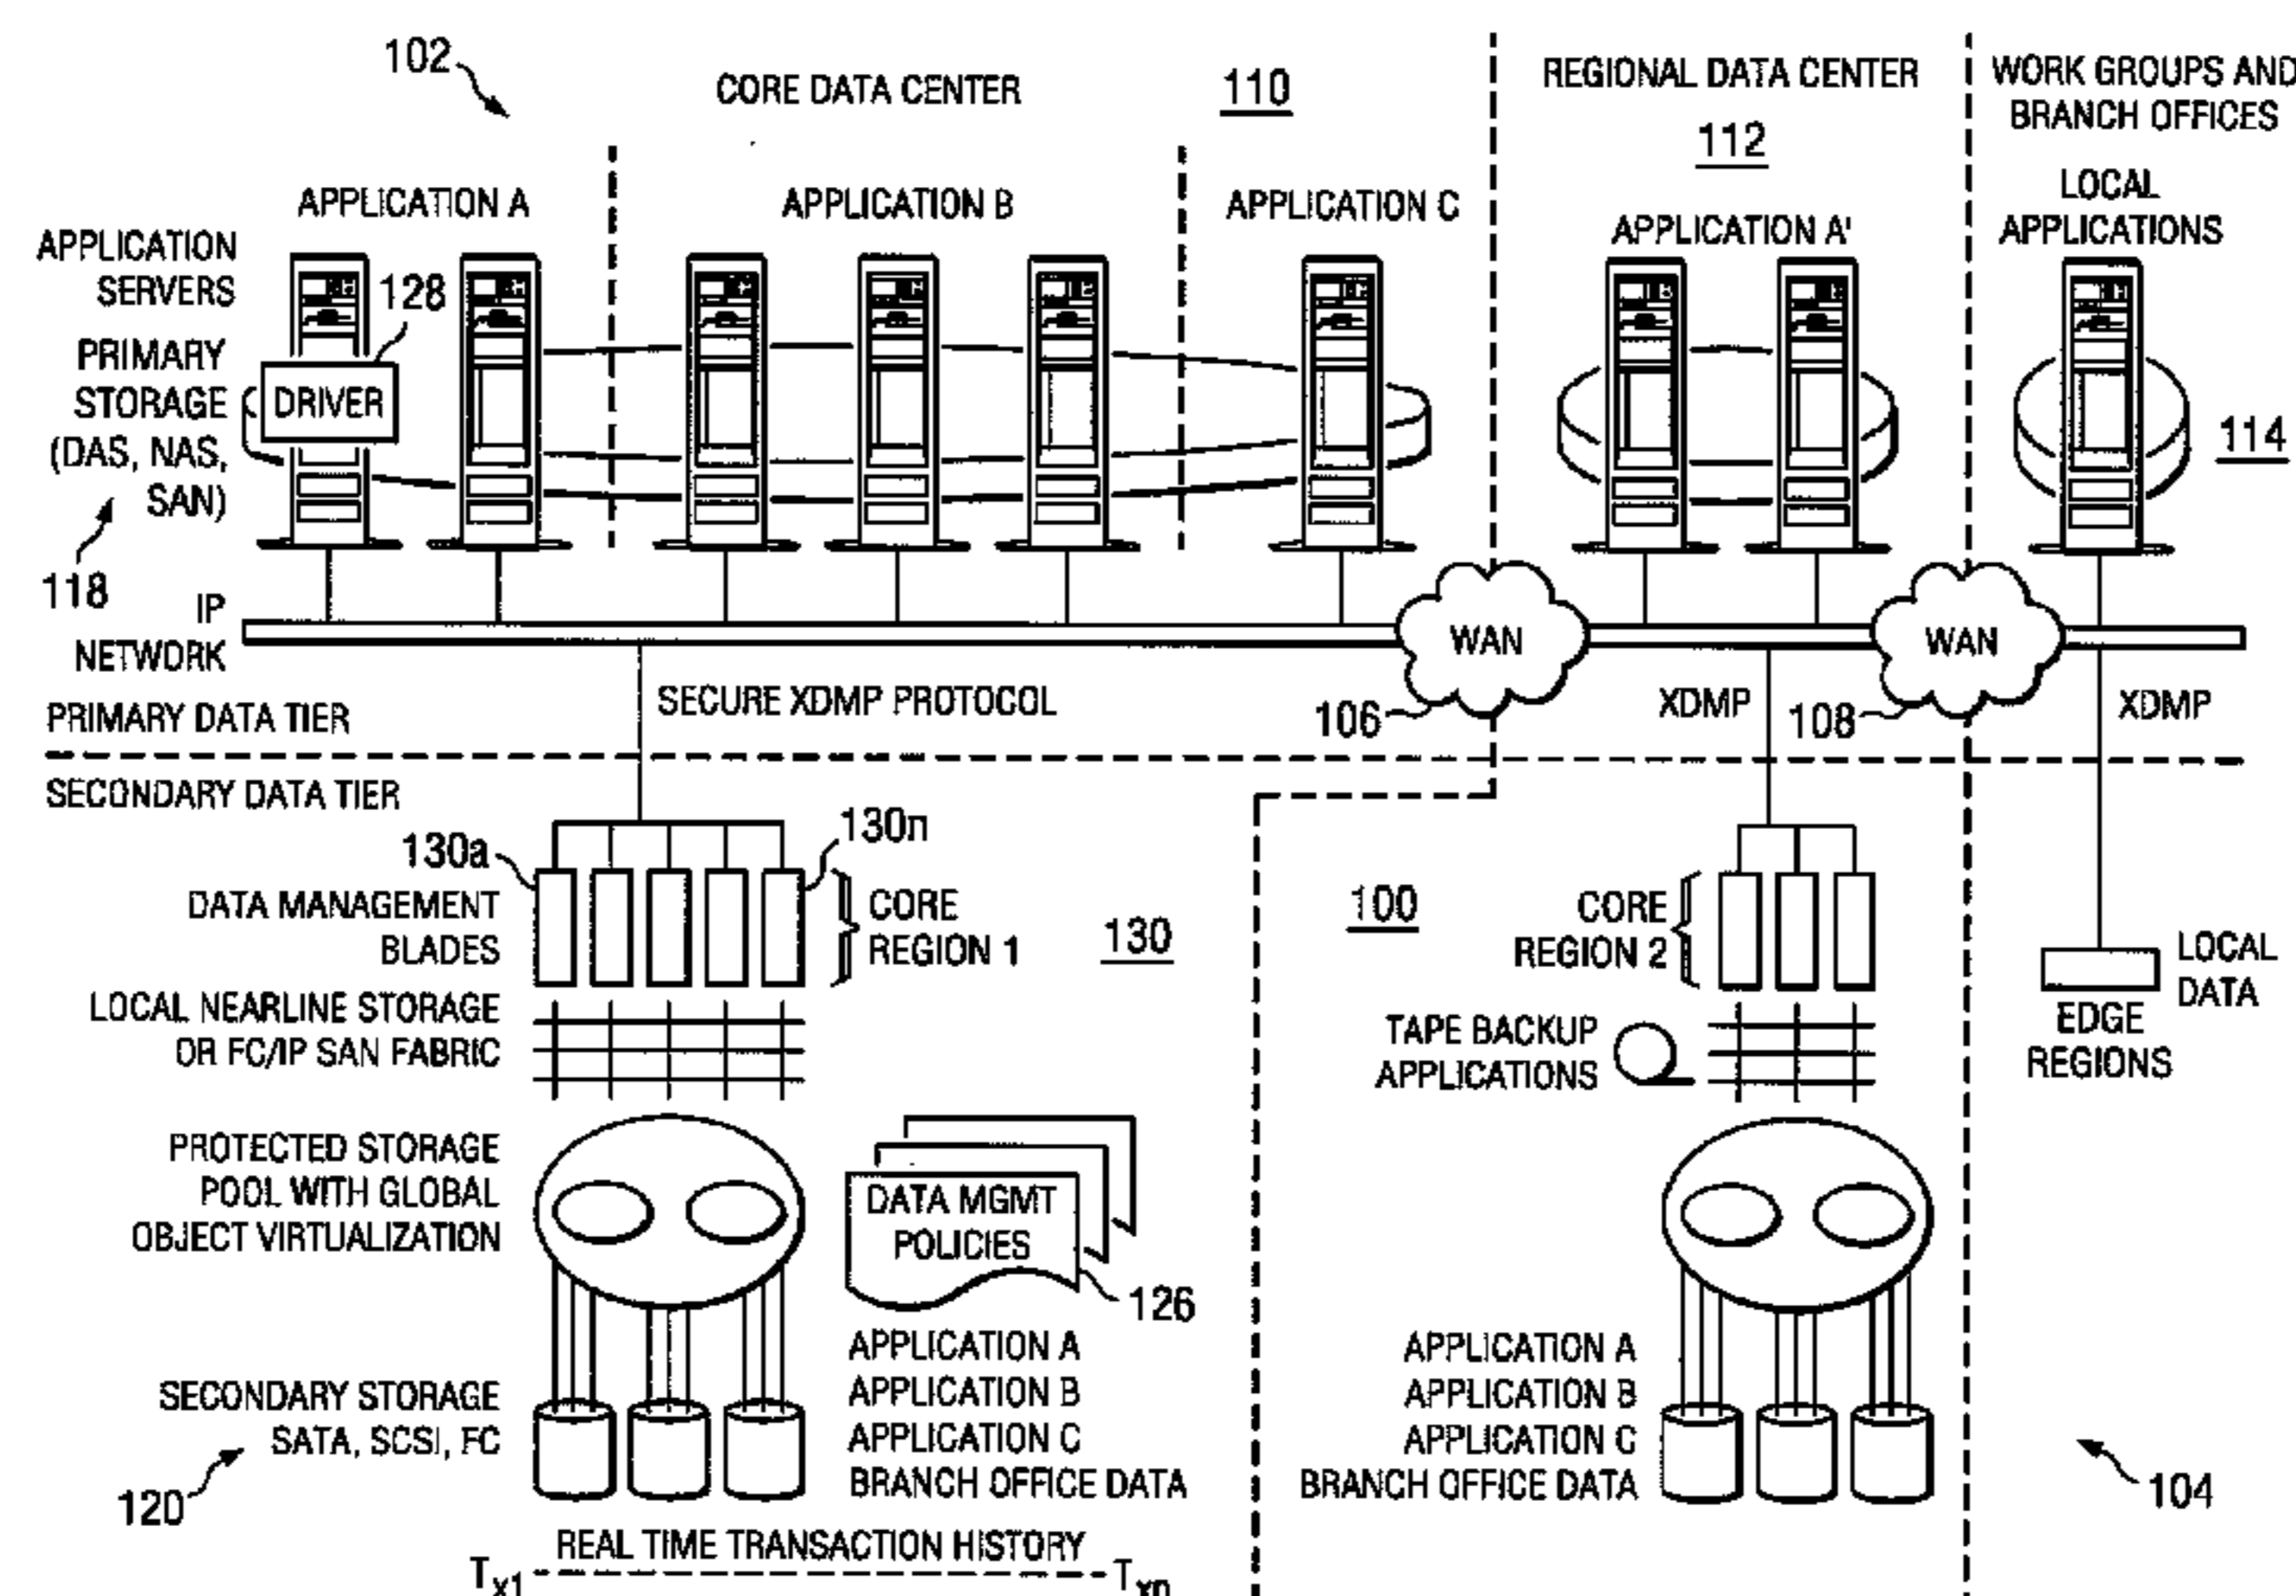 102
CORE DATA CENTER
110
REGIONAL DATA CENTER
112
WORK GROUPS AND
BRANCH OFFICES
APPLICATION A
APPLICATION B
APPLICATION C
APPLICATION A'
LOCAL
APPLICATIONS
APPLICATION
SERVERS
128
PRIMARY
STORAGE
(DAS, NAS,
SAN)
DRIVER
114
118
IP
NETWORK
WAN
WAN
PRIMARY DATA TIER
SECURE XDMP PROTOCOL
106
XDMP
108
XDMP
SECONDARY DATA TIER
130a
130n
DATA MANAGEMENT
BLADES
CORE
REGION 1
130
100
CORE
REGION 2
LOCAL
DATA
EDGE
REGIONS
LOCAL NEARLINE STORAGE
OR FC/IP SAN FABRIC
TAPE BACKUP
APPLICATIONS
PROTECTED STORAGE
POOL WITH GLOBAL
OBJECT VIRTUALIZATION
DATA MGMT
POLICIES
126
SECONDARY STORAGE
SATA, SCSI, FC
120
APPLICATION A
APPLICATION B
APPLICATION C
BRANCH OFFICE DATA
APPLICATION A
APPLICATION B
APPLICATION C
BRANCH OFFICE DATA
104
REAL TIME TRANSACTION HISTORY
Tx1
Txn